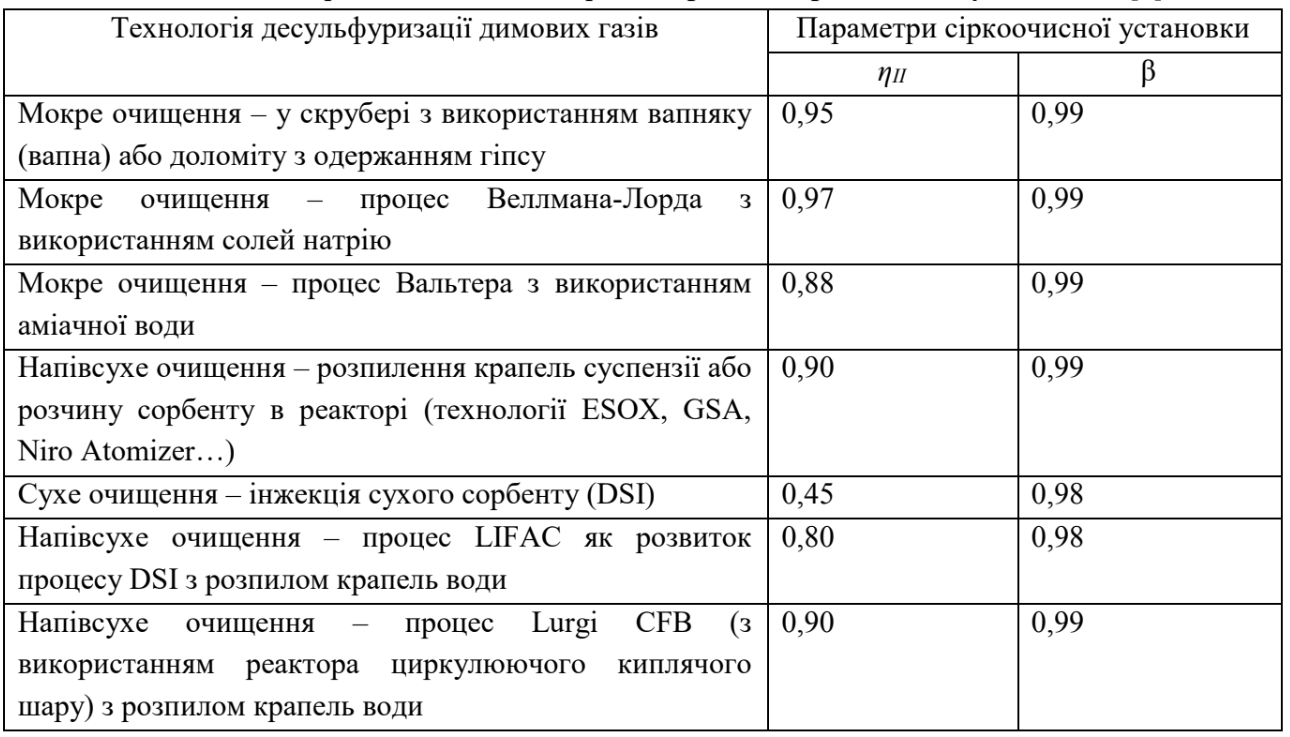 Технологія десульфуризації димових газів
Параметри сіркоочисної установки
ηII
β
Мокре очищення – у скрубері з використанням вапняку
(вапна) або доломіту з одержанням гіпсу
0,95
0,99
Мокре очищення – процес Веллмана-Лорда з
використанням солей натрію
0,97
0,99
Мокре очищення – процес Вальтера з використанням
аміачної води
0,88
0,99
Напівсухе очищення – розпилення крапель суспензії або
розчину сорбенту в реакторі (технології ESOX, GSA,
Niro Atomizer…)
0,90
0,99
Сухе очищення – інжекція сухого сорбенту (DSI)
0,45
0,98
Напівсухе очищення – процес LIFAC як розвиток
процесу DSI з розпилом крапель води
0,80
0,98
Напівсухе очищення – процес Lurgi CFB (з
використанням реактора циркулюючого киплячого
шару) з розпилом крапель води
0,90
0,99